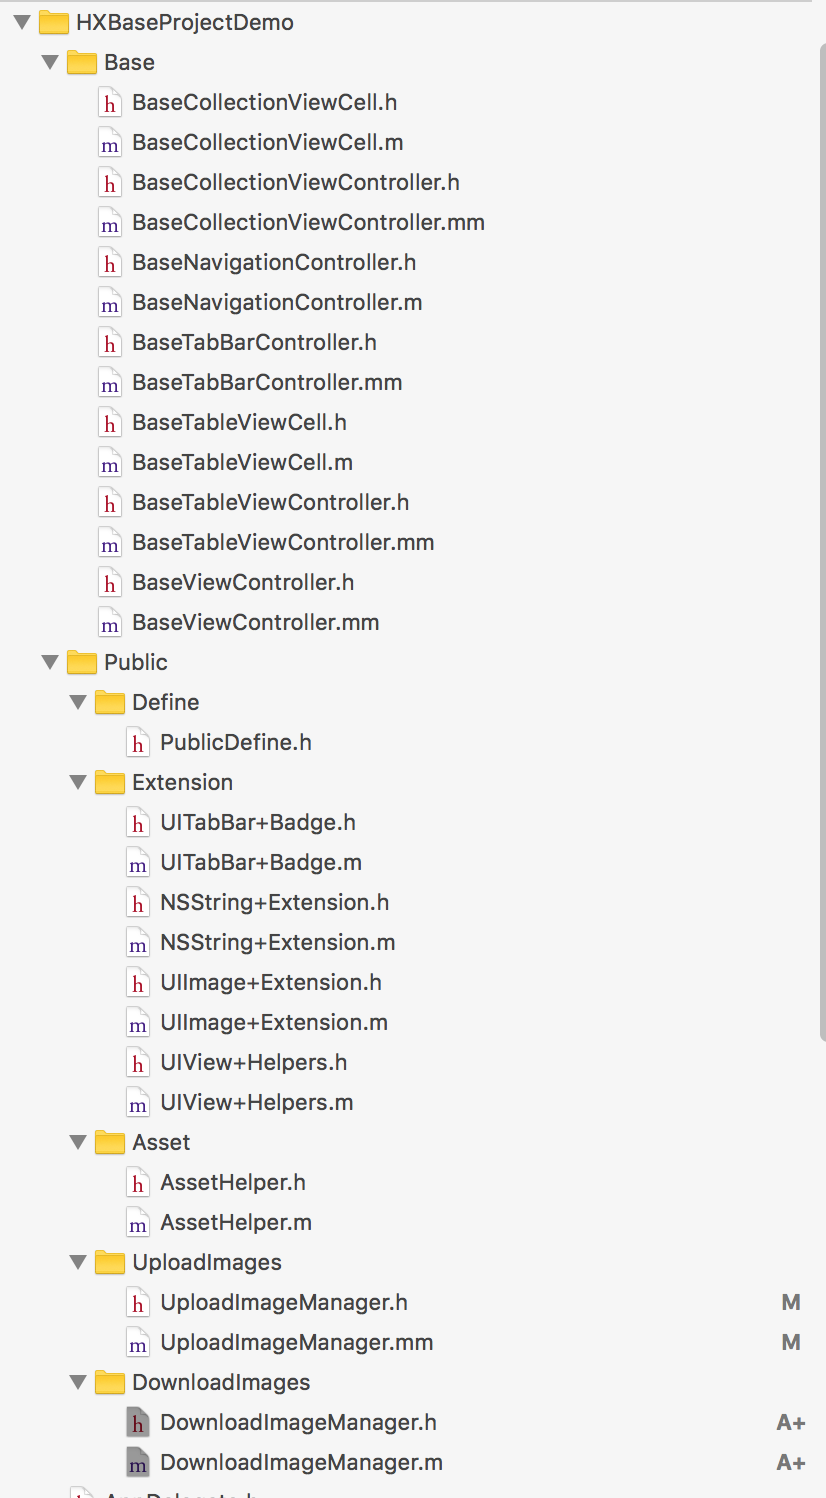 HXBaseProjectDemo
Base
h BaseCollectionViewCell.h
m BaseCollectionViewCell.m
h BaseCollectionViewController.h
m BaseCollectionViewController.mm
h BaseNavigationController.h
m BaseNavigationController.m
h BaseTabBarController.h
m BaseTabBarController.mm
h BaseTableViewCell.h
m BaseTableViewCell.m
h BaseTableViewController.h
m BaseTableViewController.mm
h BaseViewController.h
m BaseViewController.mm
Public
Define
h PublicDefine.h
Extension
h UITabBar+Badge.h
m UITabBar+Badge.m
h NSString+Extension.h
m NSString+Extension.m
h UIImage+Extension.h
m UIImage+Extension.m
h UIView+Helpers.h
m UIView+Helpers.m
Asset
h AssetHelper.h
m AssetHelper.m
UploadImages
h UploadImageManager.h M
m UploadImageManager.mm M
DownloadImages
h DownloadImageManager.h A+
m DownloadImageManager.m A+